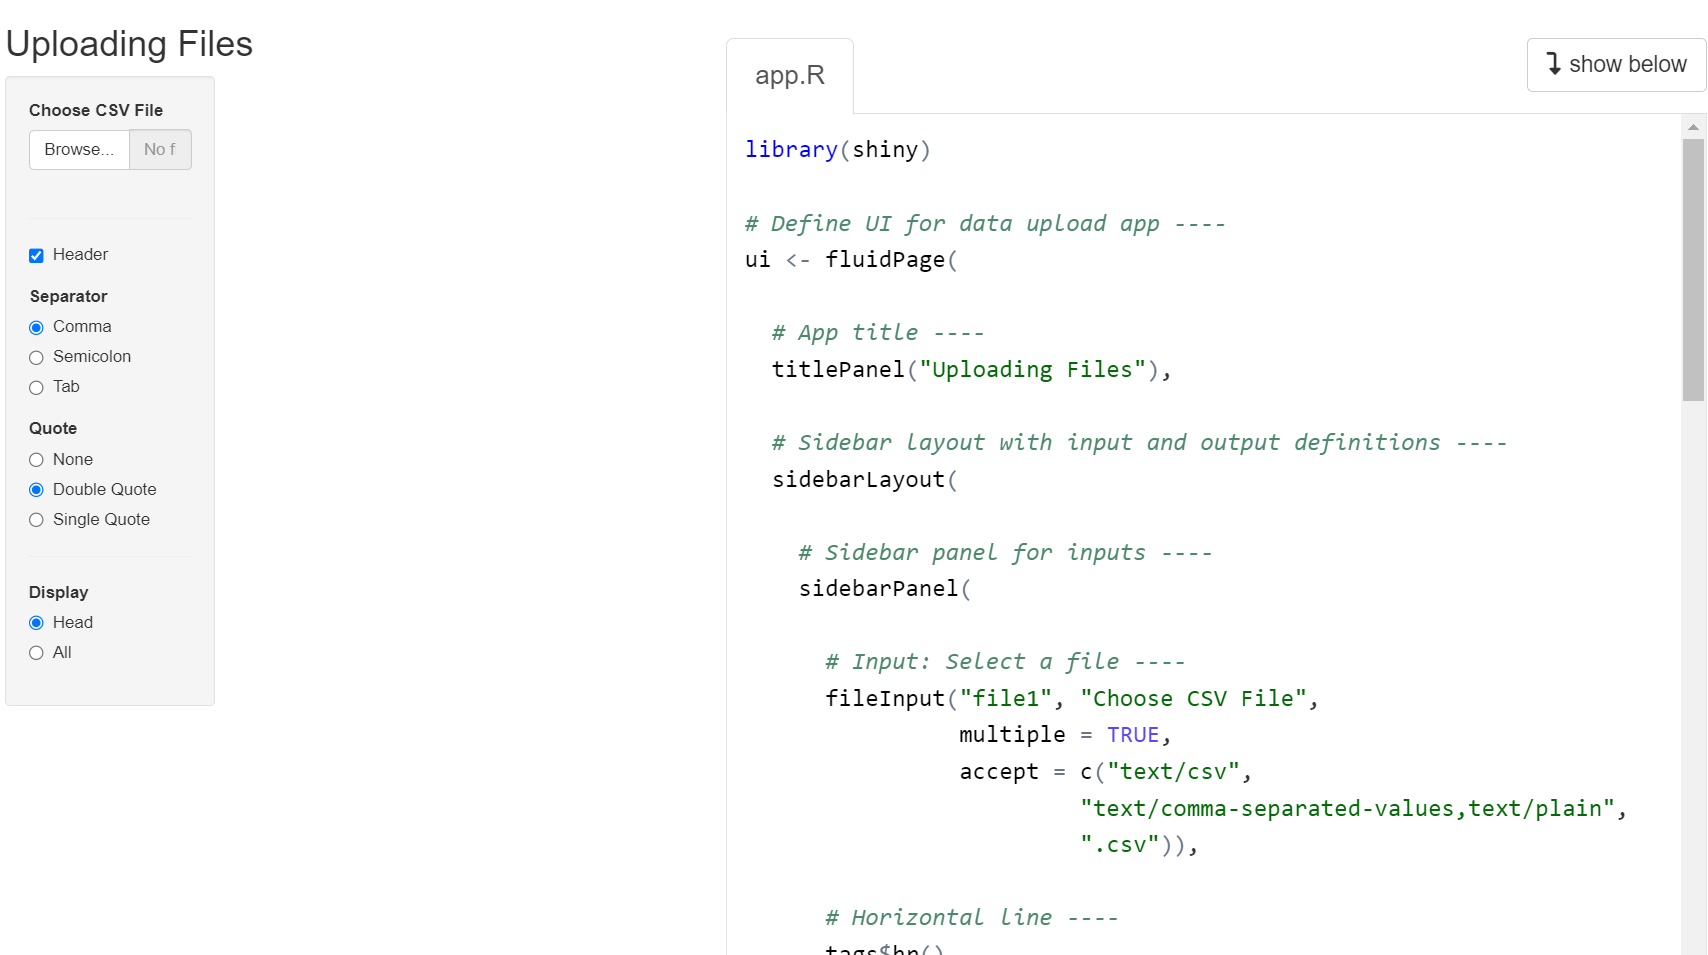 Uploading Files
Choose CSV File
Browse... No f
Header
Separator
Comma
Semicolon
Tab
Quote
None
Double Quote
Single Quote
Display
Head
All
app.R
show below
library(shiny)
# Define UI for data upload app ----
ui <- fluidPage(
# App title ----
titlePanel("Uploading Files"),
# Sidebar layout with input and output definitions ----
sidebarLayout(
# Sidebar panel for inputs ----
sidebarPanel(
# Input: Select a file ----
fileInput("file1", "Choose CSV File",
multiple = TRUE,
accept = c("text/csv",
"text/comma-separated-values,text/plain",
".csv")),
# Horizontal line ----
tags$hr()